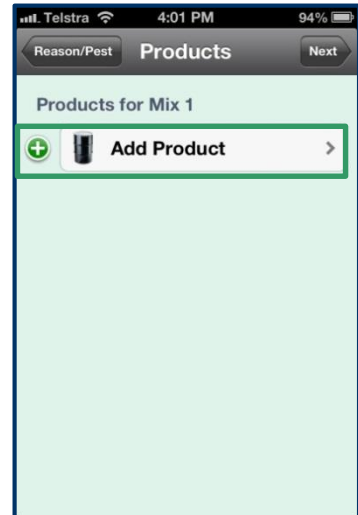 Telstra 4:01 PM 94%
Reason/Pest Products Next
Products for Mix 1
Add Product